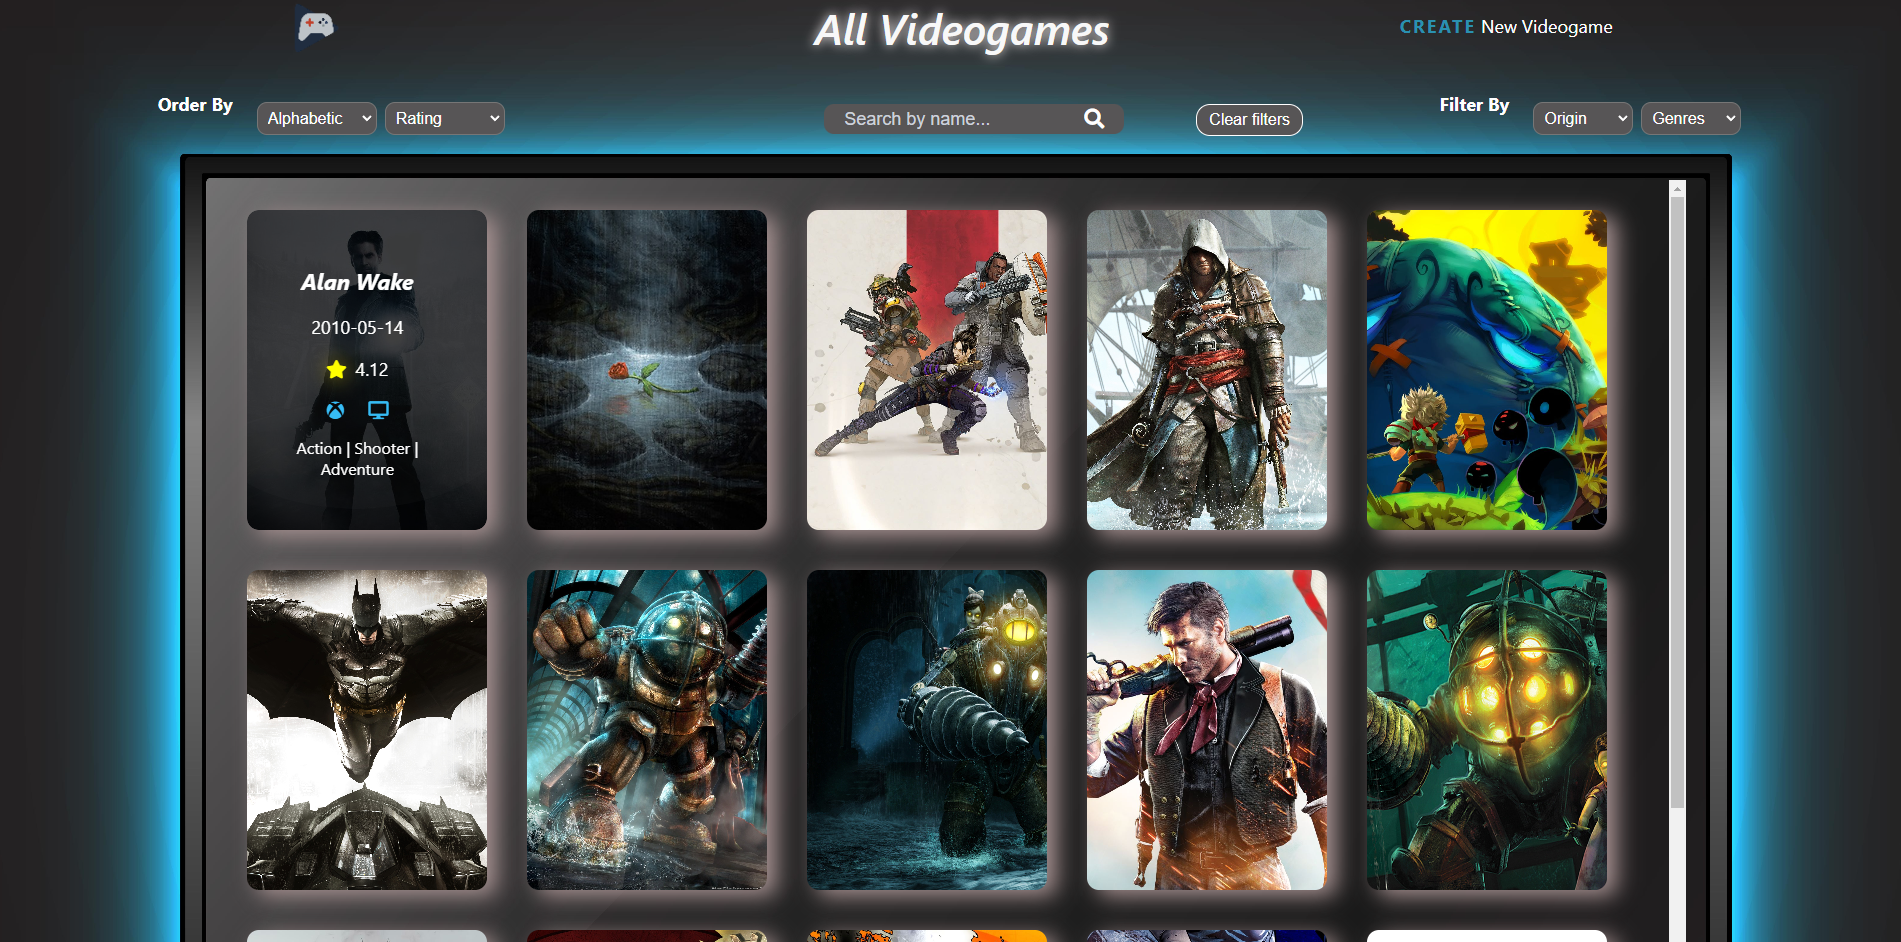 All Videogames
CREATE New Videogame
Order By
Alphabetic
Rating
Search by name...
Clear filters
Filter By
Origin
Genres
Alan Wake
2010-05-14
4.12
Action | Shooter |
Adventure